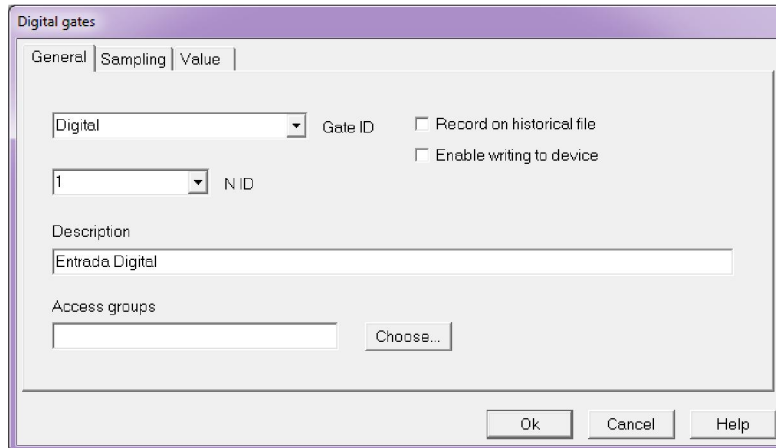 Digital gates
General Sampling Value
Digital Gate ID Record on historical file
Enable writing to device
1 N ID
Description
Entrada Digital
Access groups
Choose...
Ok Cancel Help